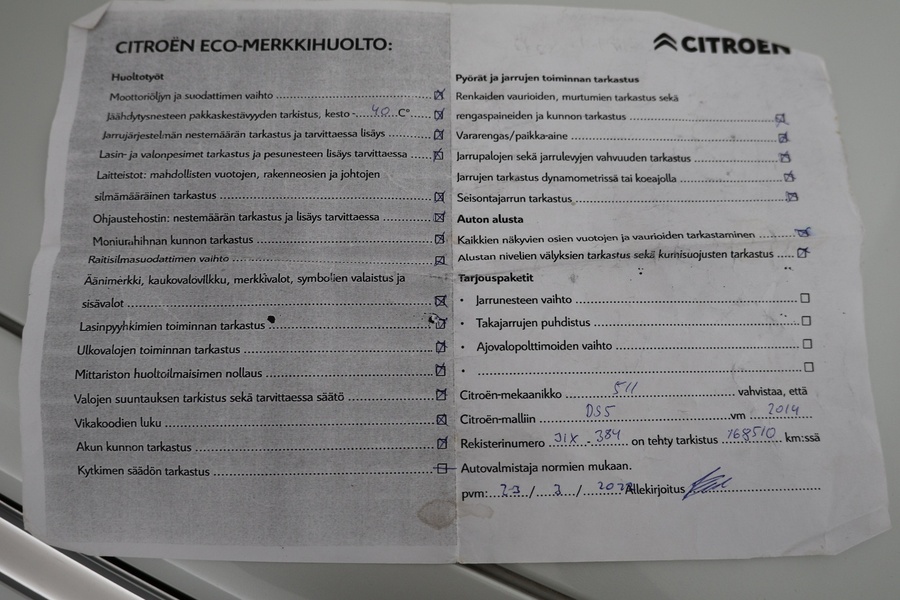 CITROËN ECO-MERKKIHUOLTO:
Huoltotyöt
Moottoriöljyn ja suodattimen vaihto
Jäähdytysnesteen pakkaskestävyyden tarkistus, kesto - 40 C°
Jarrujärjestelmän nestemäärän tarkastus ja tarvittaessa lisäys
Lasin- ja valonpesimet tarkastus ja pesunesteen lisäys tarvittaessa
Laitteistot: mahdollisten vuotojen, rakenneosien ja johtojen
silmämääräinen tarkastus
Ohjaustehostin: nestemäärän tarkastus ja lisäys tarvittaessa
Moniurahihnan kunnon tarkastus
Raitisilmasuodattimen vaihto
Äänimerkki, kaukovalovilkku, merkkivalot, symbolien valaistus ja
sisävalot
Lasinpyyhkimien toiminnan tarkastus
Ulkovalojen toiminnan tarkastus
Mittariston huoltoilmaisimen nollaus
Valojen suuntauksen tarkistus sekä tarvittaessa säätö
Vikakoodien luku
Akun kunnon tarkastus
Kytkimen säädön tarkastus
CITROËN
Pyörät ja jarrujen toiminnan tarkastus
Renkaiden vaurioiden, murtumien tarkastus sekä
rengaspaineiden ja kunnon tarkastus
Vararengas/paikka-aine
Jarrupalojen sekä jarrulevyjen vahvuuden tarkastus
Jarrujen tarkastus dynamometrissä tai koeajolla
Seisontajarrun tarkastus
Auton alusta
Kaikkien näkyvien osien vuotojen ja vaurioiden tarkastaminen
Alustan nivelien välyksien tarkastus sekä kumisuojusten tarkastus
Tarjouspaketit
• Jarrunesteen vaihto
• Takajarrujen puhdistus
• Ajovalopolttimoiden vaihto
•
Citroën-mekaanikko 511 vahvistaa, että
Citroën-malliin DS5 vm 2014
Rekisterinumero JIX - 384 on tehty tarkistus 168510 km:ssä
Autovalmistaja normien mukaan.
pvm: 23 / 2 / Allekirjoitus